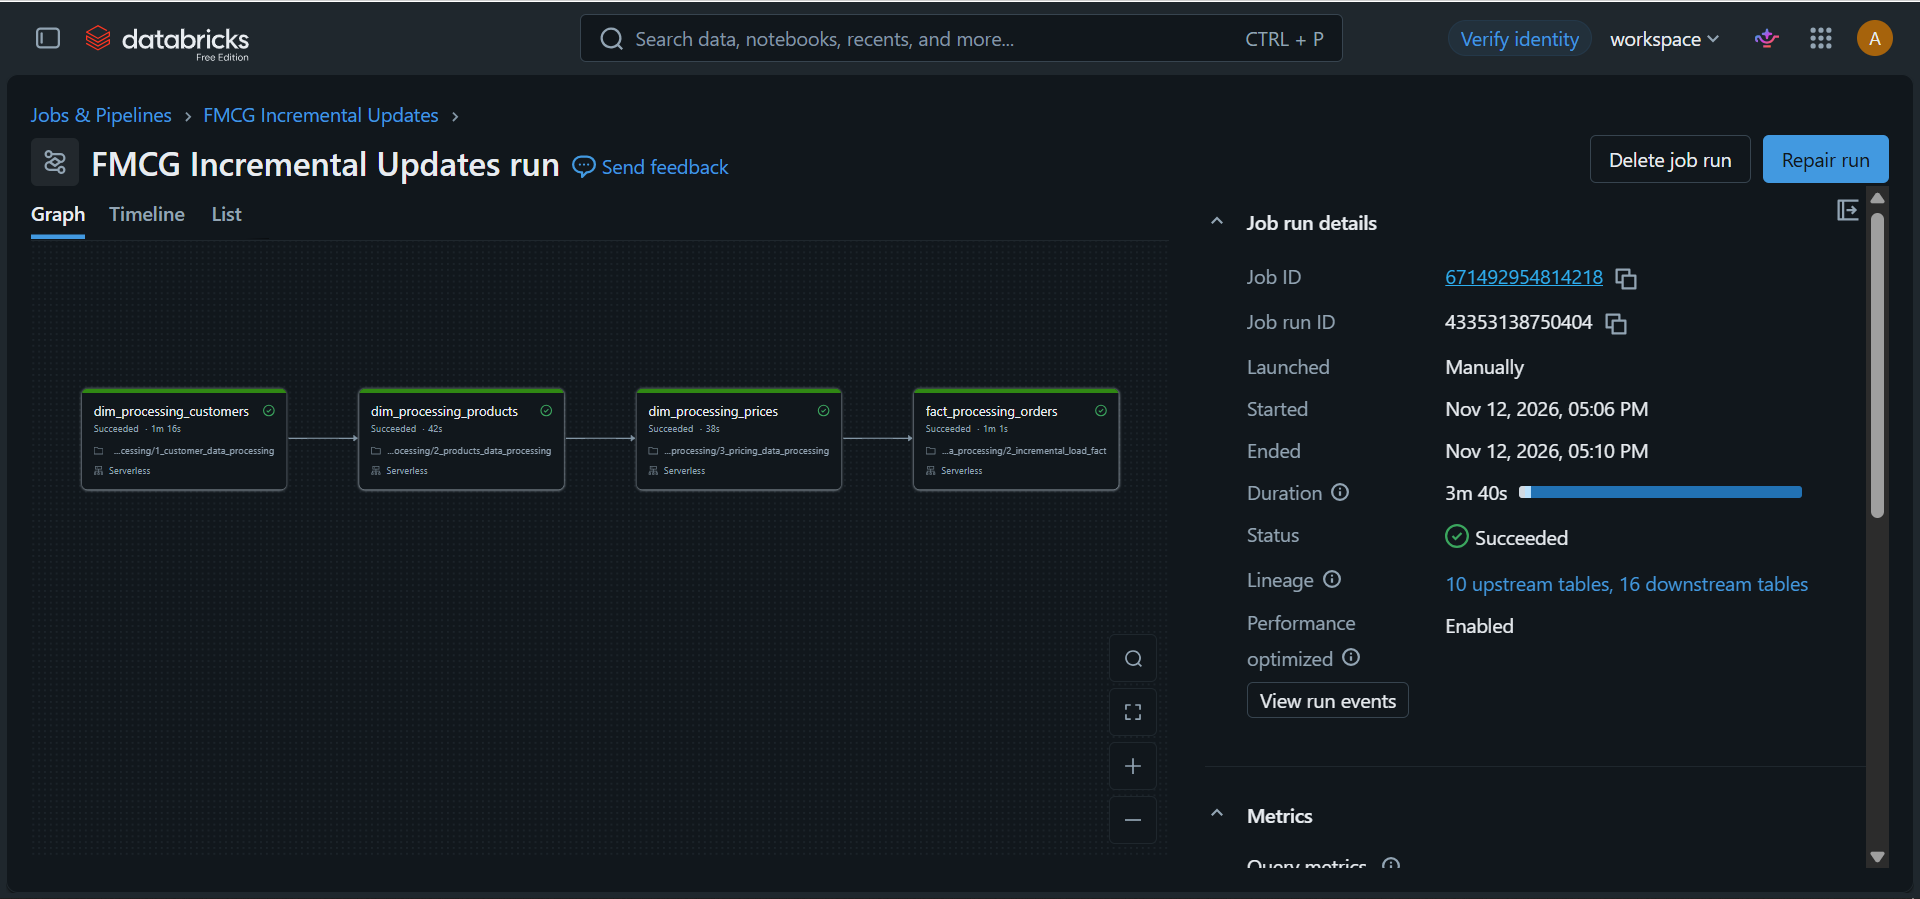 databricks
Free Edition
Search data, notebooks, recents, and more...
CTRL + P
Verify identity
workspace
A
Jobs & Pipelines › FMCG Incremental Updates ›
FMCG Incremental Updates run
Send feedback
Delete job run
Repair run
Graph
Timeline
List
dim_processing_customers
Succeeded · 1m 16s
...cessing/1_customer_data_processing
Serverless
dim_processing_products
Succeeded · 42s
...ocessing/2_products_data_processing
Serverless
dim_processing_prices
Succeeded · 38s
...processing/3_pricing_data_processing
Serverless
fact_processing_orders
Succeeded · 1m 1s
...a_processing/2_incremental_load_fact
Serverless
Job run details
Job ID 671492954814218
Job run ID 43353138750404
Launched Manually
Started Nov 12, 2026, 05:06 PM
Ended Nov 12, 2026, 05:10 PM
Duration 3m 40s
Status Succeeded
Lineage 10 upstream tables, 16 downstream tables
Performance Enabled
optimized
View run events
Metrics
Query metrics